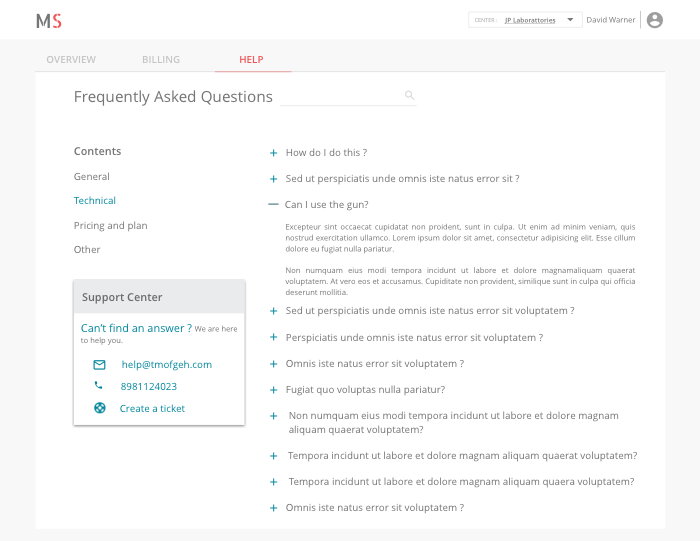 MS
CENTER : JP Laborattories
David Warner
OVERVIEW BILLING HELP
Frequently Asked Questions
Contents
General
Technical
Pricing and plan
Other
Support Center
Can't find an answer ? We are here
to help you.
help@tmofgeh.com
8981124023
Create a ticket
How do I do this ?
Sed ut perspiciatis unde omnis iste natus error sit ?
Can I use the gun?
Excepteur sint occaecat cupidatat non proident, sunt in culpa. Ut enim ad minim veniam, quis
nostrud exercitation ullamco. Lorem ipsum dolor sit amet, consectetur adipisicing elit. Esse cillum
dolore eu fugiat nulla pariatur.
Non numquam eius modi tempora incidunt ut labore et dolore magnamaliquam quaerat
voluptatem. At vero eos et accusamus. Cupiditate non provident, similique sunt in culpa qui officia
deserunt mollitia.
Sed ut perspiciatis unde omnis iste natus error sit voluptatem ?
Perspiciatis unde omnis iste natus error sit voluptatem ?
Omnis iste natus error sit voluptatem ?
Fugiat quo voluptas nulla pariatur?
Non numquam eius modi tempora incidunt ut labore et dolore magnam
aliquam quaerat voluptatem?
Tempora incidunt ut labore et dolore magnam aliquam quaerat voluptatem?
Tempora incidunt ut labore et dolore magnam aliquam quaera voluptatem?
Omnis iste natus error sit voluptatem ?